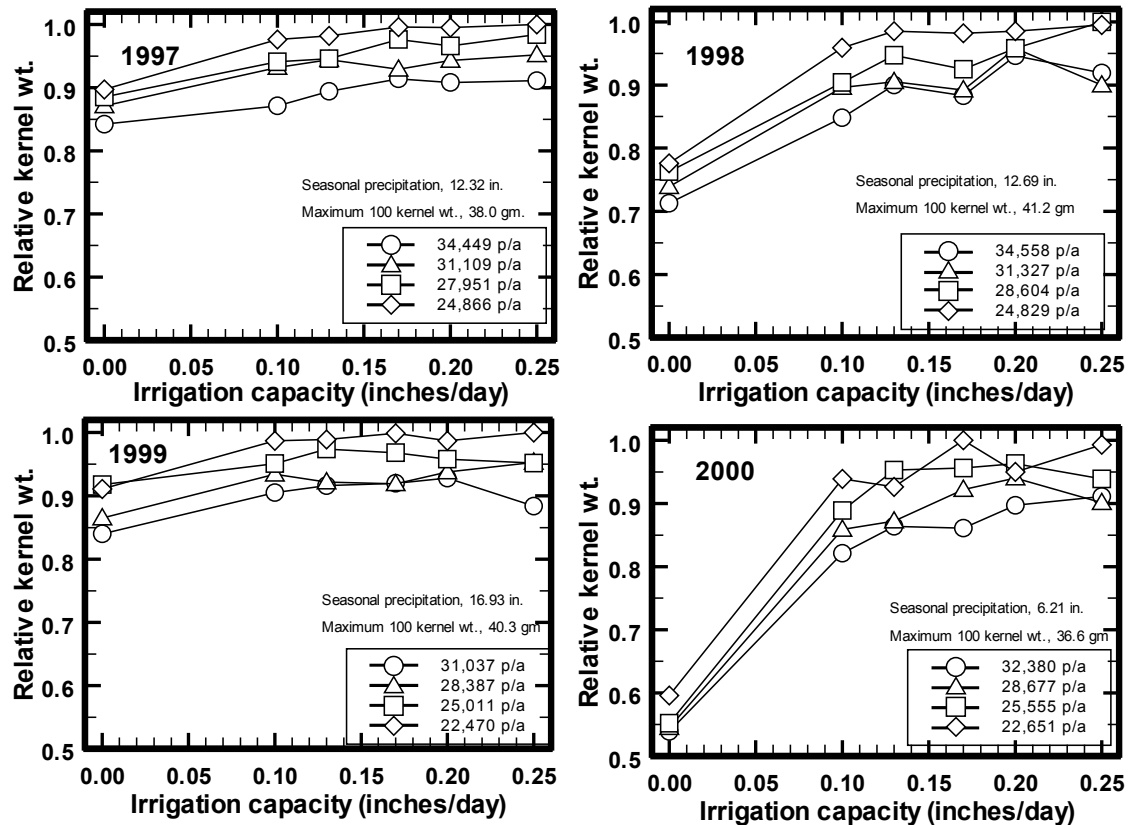 1997
Relative kernel wt.
1.0
0.9
0.8
0.7
0.6
0.5
Seasonal precipitation, 12.32 in.
Maximum 100 kernel wt., 38.0 gm.
34,449 p/a
31,109 p/a
27,951 p/a
24,866 p/a
0.00 0.05 0.10 0.15 0.20 0.25
Irrigation capacity (inches/day)
1998
Relative kernel wt.
1.0
0.9
0.8
0.7
0.6
0.5
Seasonal precipitation, 12.69 in.
Maximum 100 kernel wt., 41.2 gm
34,558 p/a
31,327 p/a
28,604 p/a
24,829 p/a
0.00 0.05 0.10 0.15 0.20 0.25
Irrigation capacity (inches/day)
1999
Relative kernel wt.
1.0
0.9
0.8
0.7
0.6
0.5
Seasonal precipitation, 16.93 in.
Maximum 100 kernel wt., 40.3 gm
31,037 p/a
28,387 p/a
25,011 p/a
22,470 p/a
0.00 0.05 0.10 0.15 0.20 0.25
Irrigation capacity (inches/day)
2000
Relative kernel wt.
1.0
0.9
0.8
0.7
0.6
0.5
Seasonal precipitation, 6.21 in.
Maximum 100 kernel wt., 36.6 gm
32,380 p/a
28,677 p/a
25,555 p/a
22,651 p/a
0.00 0.05 0.10 0.15 0.20 0.25
Irrigation capacity (inches/day)